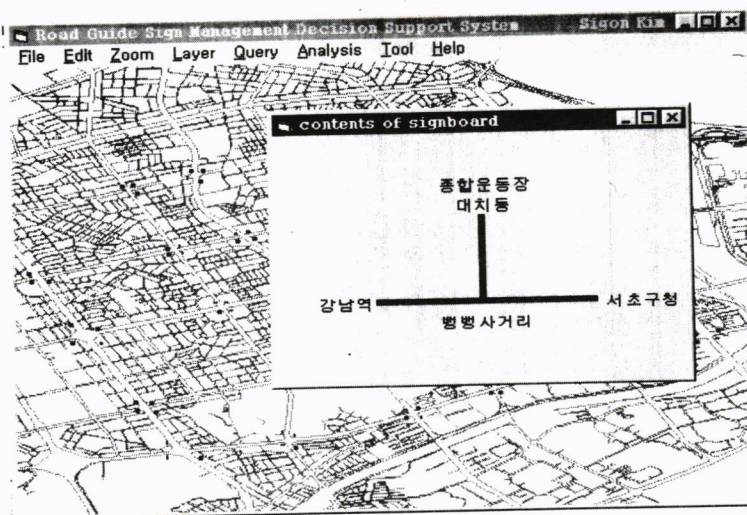 Road Guide Sign Management Decision Support System Sigon Kim
File Edit Zoom Layer Query Analysis Tool Help
contents of signboard
종합운동장
대치동
강남역 서초구청
뱅뱅사거리